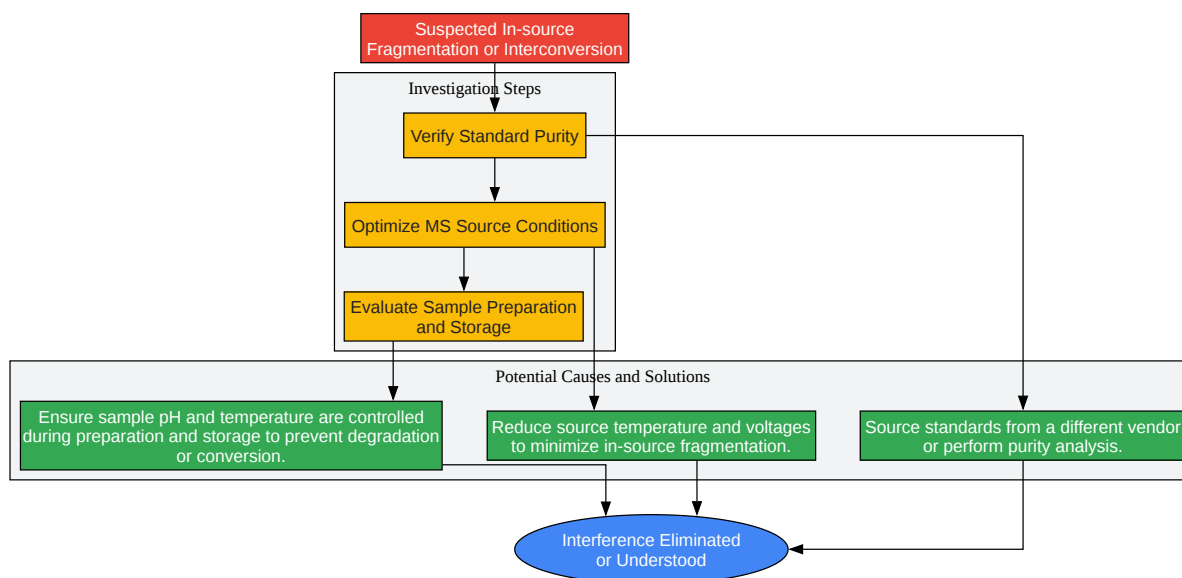 Suspected In-source
Fragmentation or Interconversion
Investigation Steps
Verify Standard Purity
Optimize MS Source Conditions
Evaluate Sample Preparation
and Storage
Potential Causes and Solutions
Ensure sample pH and temperature are controlled
during preparation and storage to prevent degradation
or conversion.
Reduce source temperature and voltages
to minimize in-source fragmentation.
Source standards from a different vendor
or perform purity analysis.
Interference Eliminated
or Understood